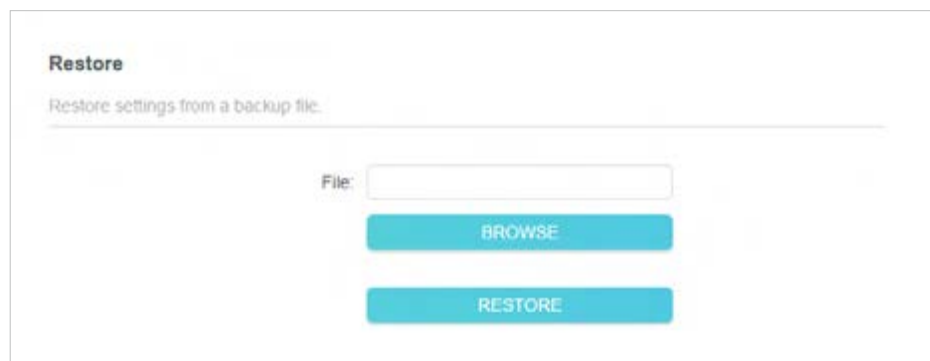 Restore
Restore settings from a backup file.
File:
BROWSE
RESTORE